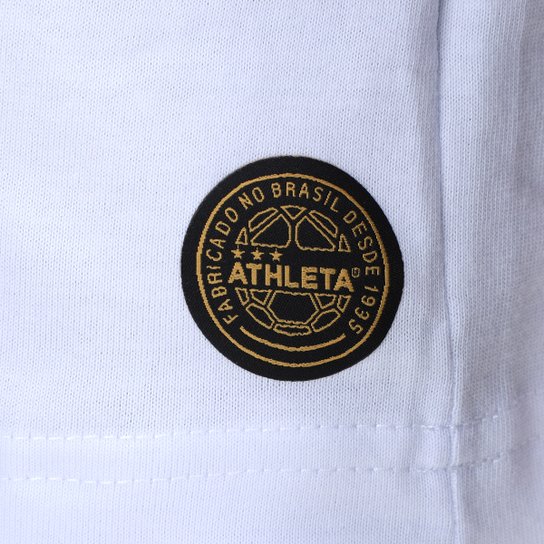 FABRICADO NO BRASIL DESDE 1935
ATHLETA®